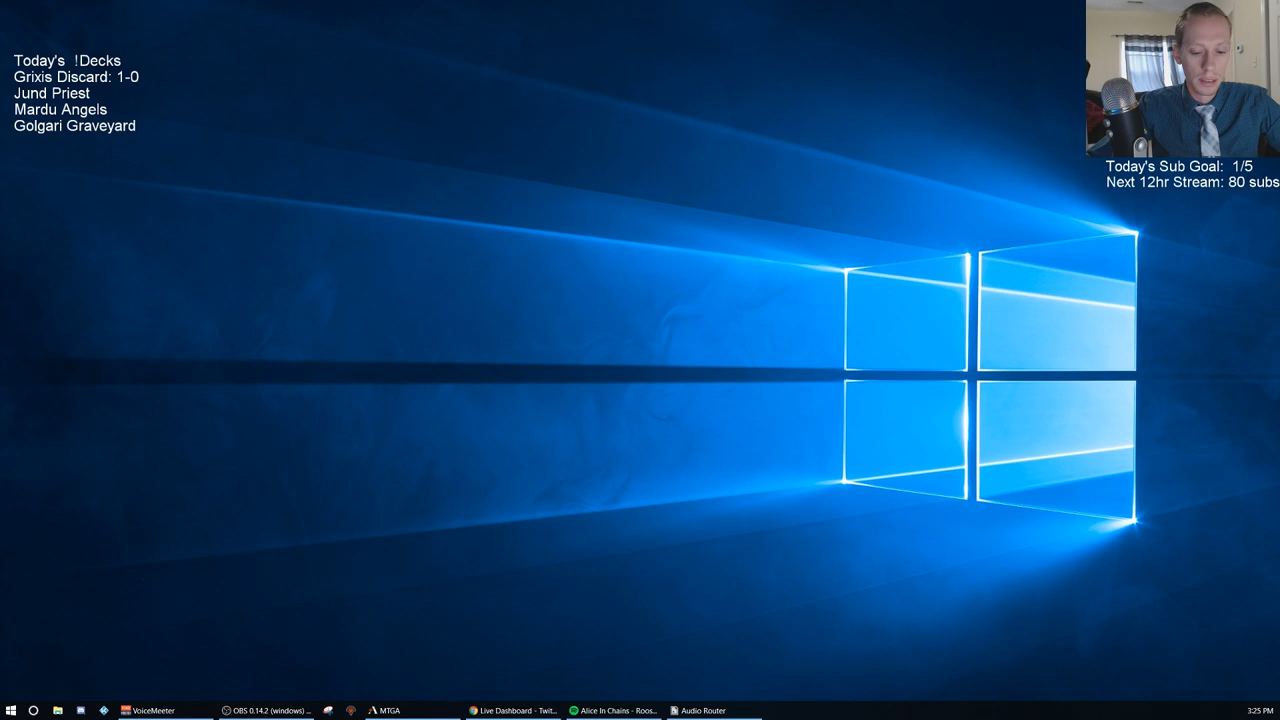 Today's !Decks
Grixis Discard: 1-0
Jund Priest
Mardu Angels
Golgari Graveyard
Today's Sub Goal: 1/5
Next 12hr Stream: 80 subs
VoiceMeeter
OBS 0.14.2 (windows) ...
MTGA
Live Dashboard - Twit...
Alice In Chains - Roos...
Audio Router
3:25 PM